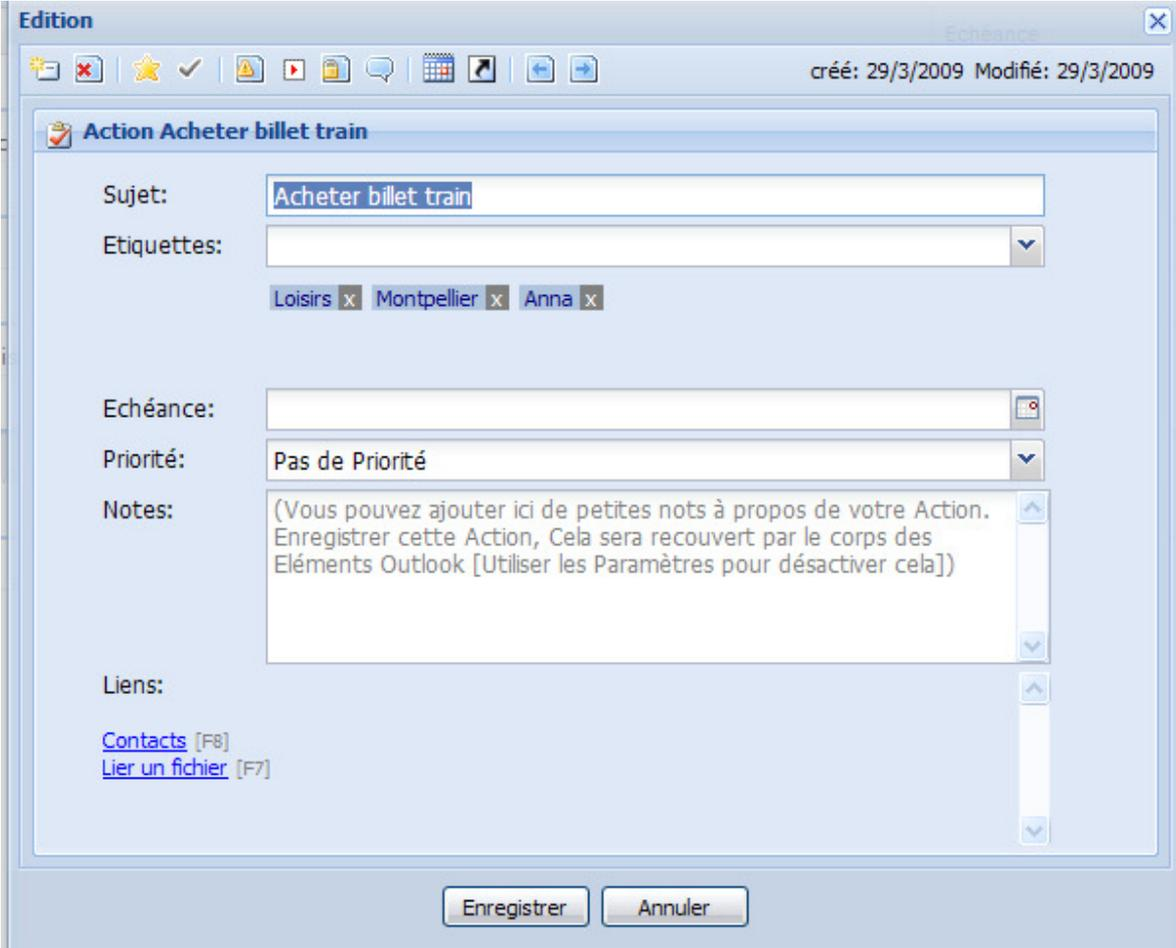 Edition
Echéance
créé: 29/3/2009 Modifié: 29/3/2009
Action Acheter billet train
Sujet: Acheter billet train
Etiquettes:
Loisirs x Montpellier x Anna x
is
Echéance:
Priorité: Pas de Priorité
Notes: (Vous pouvez ajouter ici de petites nots à propos de votre Action.
Enregistrer cette Action, Cela sera recouvert par le corps des
Eléments Outlook [Utiliser les Paramètres pour désactiver cela])
Liens:
Contacts [F8]
Lier un fichier [F7]
Enregistrer Annuler